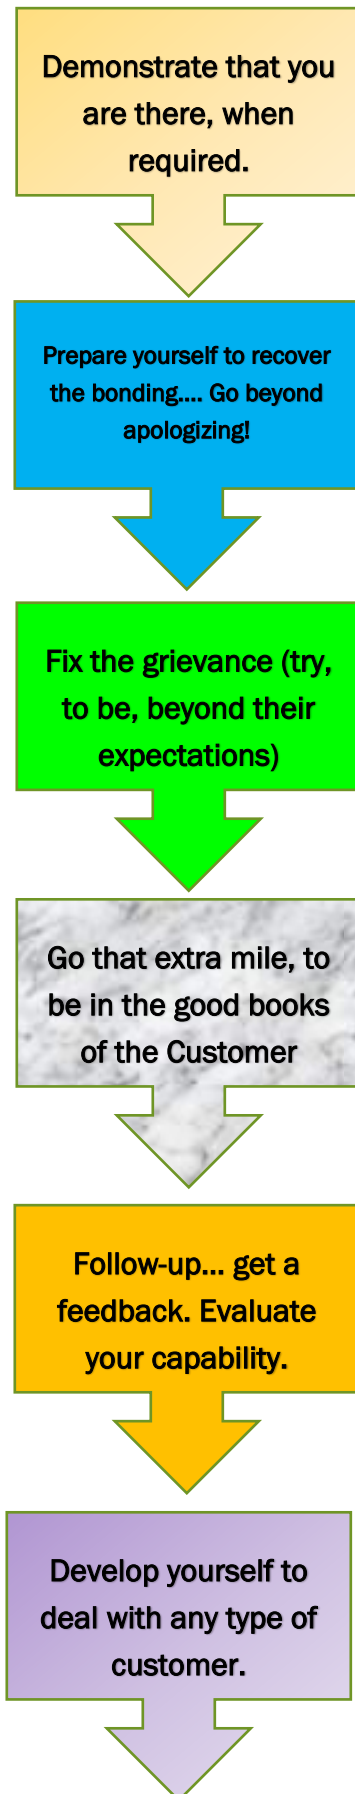 Demonstrate that you
are there, when
required.
Prepare yourself to recover
the bonding.... Go beyond
apologizing!
Fix the grievance (try,
to be, beyond their
expectations)
Go that extra mile, to
be in the good books
of the Customer
Follow-up... get a
feedback. Evaluate
your capability.
Develop yourself to
deal with any type of
customer.